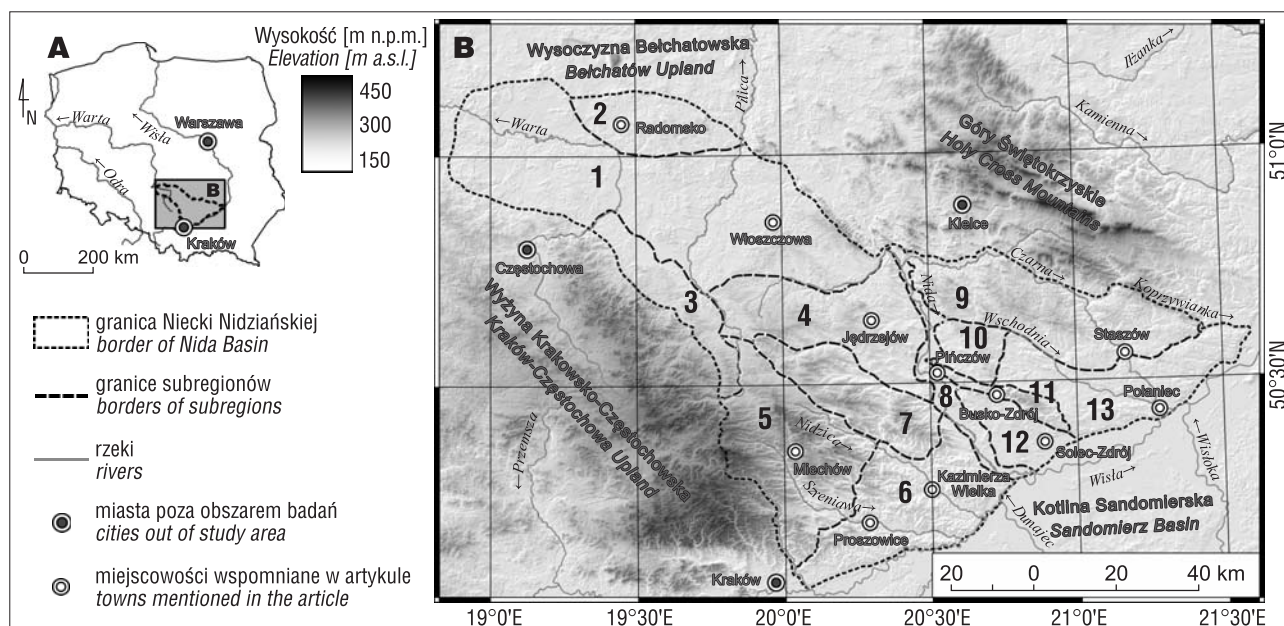 A
Wysokość [m n.p.m.]
Elevation [m a.s.l.]
450
300
150
N
←Warta
←Wisła
Warszawa
←Odra
B
Kraków
0 200 km
granica Niecki Nidziańskiej
border of Nida Basin
granice subregionów
borders of subregions
rzeki
rivers
miasta poza obszarem badań
cities out of study area
miejscowości wspomniane w artykule
towns mentioned in the article
B
Wysoczyzna Bełchatowska
Bełchatów Upland
Pilica→
Iłżanka→
Kamienna→
2
Radomsko
←Warta
1
Góry Świętokrzyskie
Holy Cross Mountains
51°0'N
Kielce
Włoszczowa
Częstochowa
Wyżyna Krakowsko-Częstochowska
Kraków-Częstochowa Upland
3
4
Jędrzejów
Nida→
9
Czarna→
Koprzywianka→
Wschodnia→
Staszów
10
Pińczów
50°30'N
8
Busko-Zdrój
11
13
Połaniec
5
7
12
Solec-Zdrój
Nidzica→
Miechów
←Przemsza
6
Kazimierza
Wielka
Wisła→
←Wisłoka
Szreniawa→
Proszowice
←Dunajec
Kotlina Sandomierska
Sandomierz Basin
Kraków
20 0 20 40 km
19°0'E 19°30'E 20°0'E 20°30'E 21°0'E 21°30'E